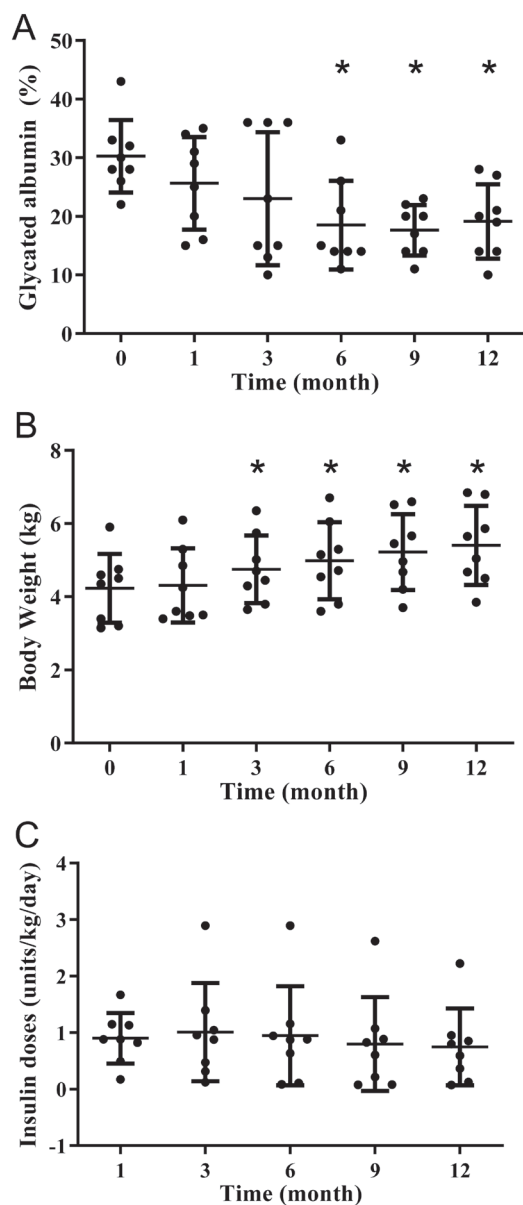 A
50
* * *
40
30
20
10
0
Glycated albumin (%)
0 1 3 6 9 12
Time (month)
B
8
* * * *
6
4
2
0
Body Weight (kg)
0 1 3 6 9 12
Time (month)
C
4
3
2
1
0
-1
Insulin doses (units/kg/day)
1 3 6 9 12
Time (month)